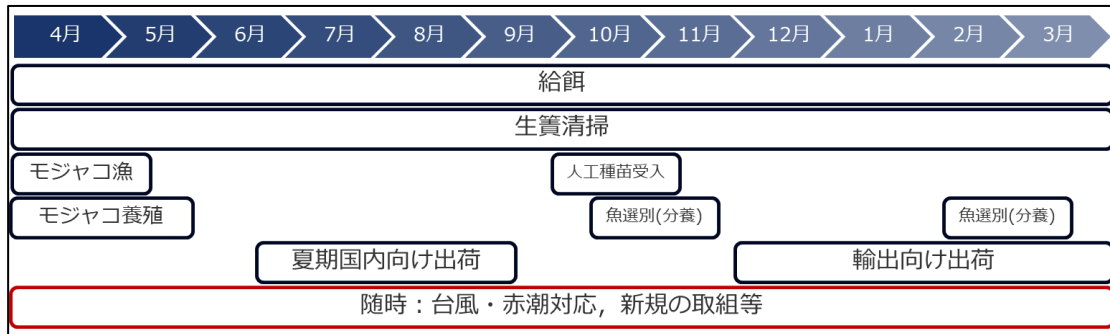 4月 5月 6月 7月 8月 9月 10月 11月 12月 1月 2月 3月
給餌
生簀清掃
モジャコ漁 人工種苗受入
モジャコ養殖 魚選別(分養) 魚選別(分養)
夏期国内向け出荷 輸出向け出荷
随時：台風・赤潮対応，新規の取組等